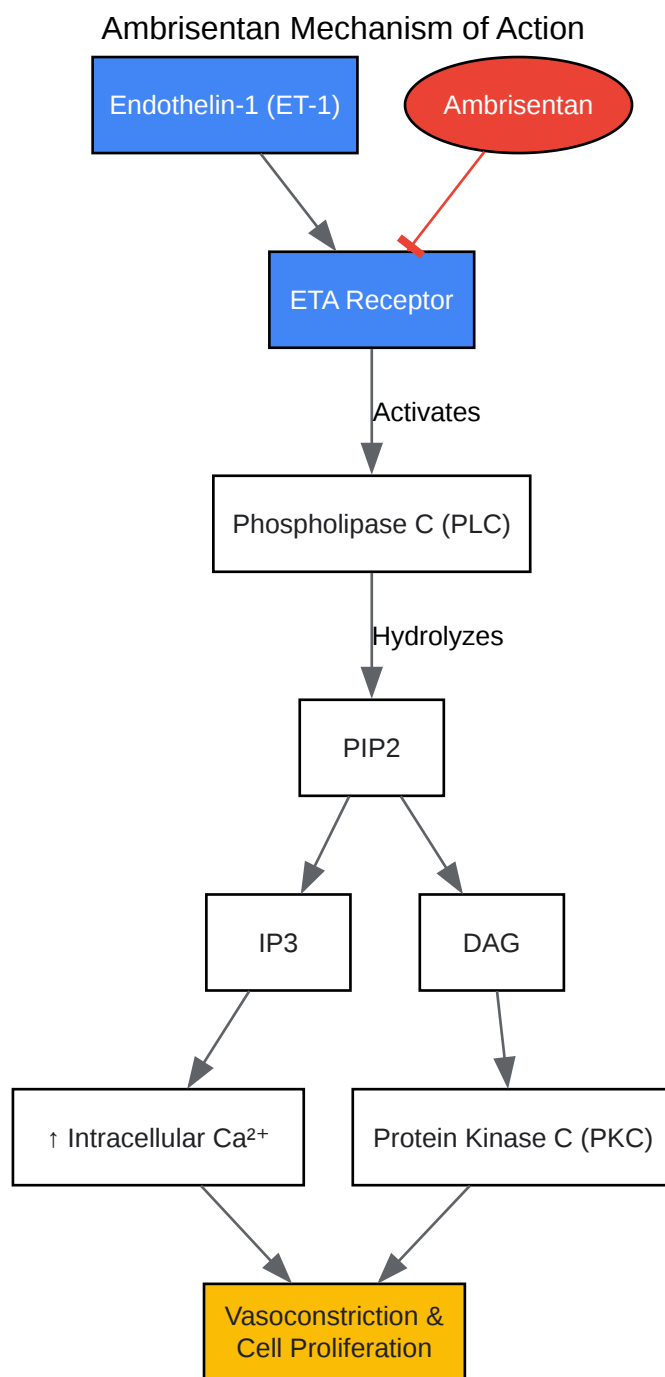 Ambrisentan Mechanism of Action
Endothelin-1 (ET-1)
Ambrisentan
ETA Receptor
Activates
Phospholipase C (PLC)
Hydrolyzes
PIP2
IP3
DAG
↑ Intracellular Ca²⁺
Protein Kinase C (PKC)
Vasoconstriction &
Cell Proliferation